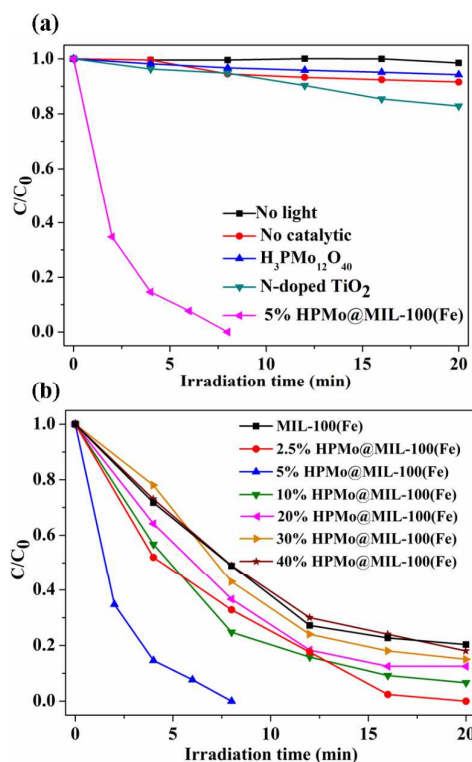 (a)
1.0
0.8
0.6
0.4
0.2
0.0
C/C0
No light
No catalytic
H3PMo12O40
N-doped TiO2
5% HPMo@MIL-100(Fe)
0 5 10 15 20
Irradiation time (min)
(b)
1.0
0.8
0.6
0.4
0.2
0.0
C/C0
MIL-100(Fe)
2.5% HPMo@MIL-100(Fe)
5% HPMo@MIL-100(Fe)
10% HPMo@MIL-100(Fe)
20% HPMo@MIL-100(Fe)
30% HPMo@MIL-100(Fe)
40% HPMo@MIL-100(Fe)
0 5 10 15 20
Irradiation time (min)